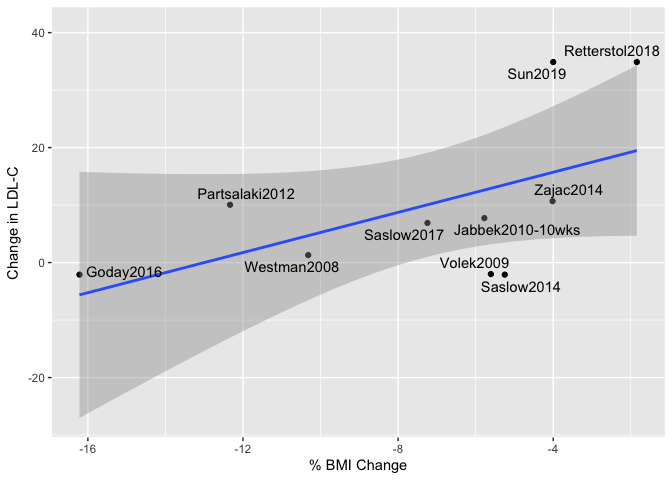 40
20
0
-20
Change in LDL-C
Retterstol2018
Sun2019
Zajac2014
Partsalaki2012
Jabbek2010-10wks
Saslow2017
Westman2008
Volek2009
Goday2016
Saslow2014
-16
-12
-8
-4
% BMI Change